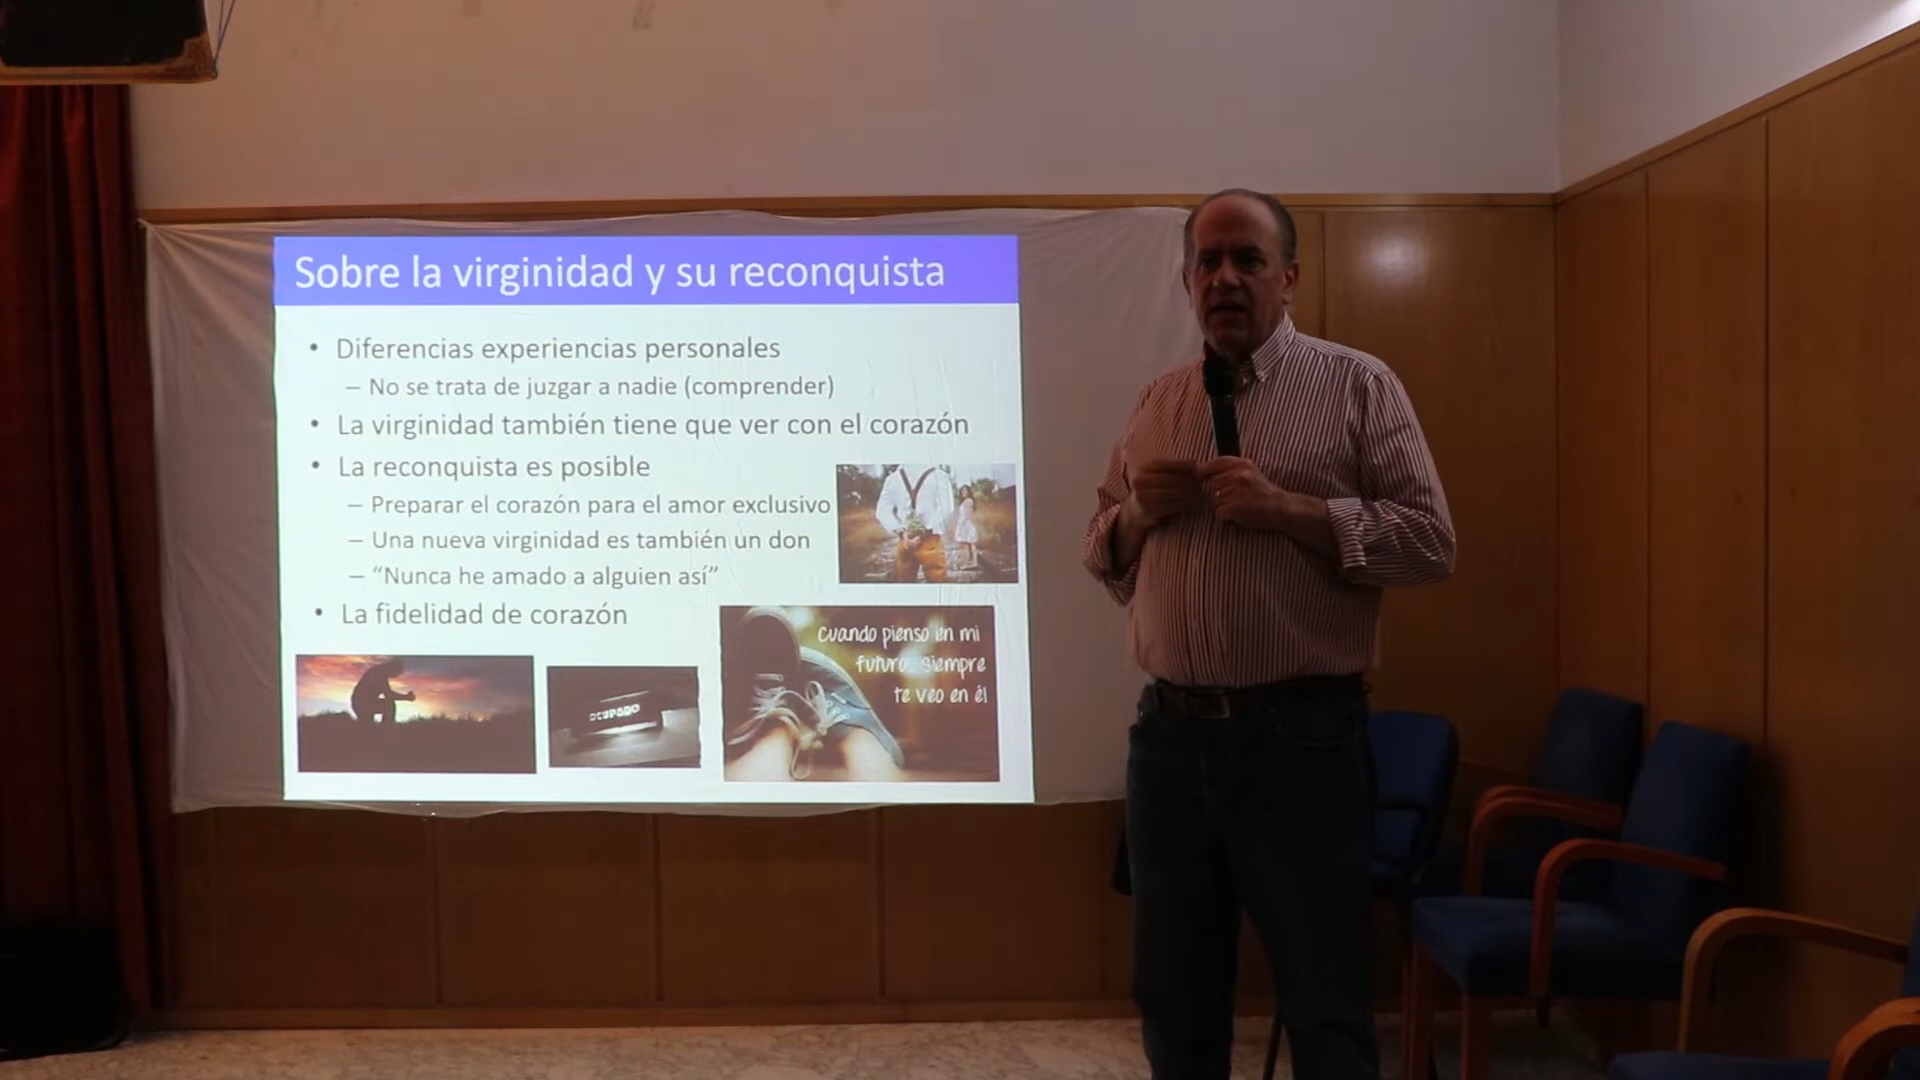 Sobre la virginidad y su reconquista
• Diferencias experiencias personales
– No se trata de juzgar a nadie (comprender)
• La virginidad también tiene que ver con el corazón
• La reconquista es posible
– Preparar el corazón para el amor exclusivo
– Una nueva virginidad es también un don
– “Nunca he amado a alguien así”
• La fidelidad de corazón
OCUPADO
Cuando pienso en mi
futuro, siempre
te veo en él